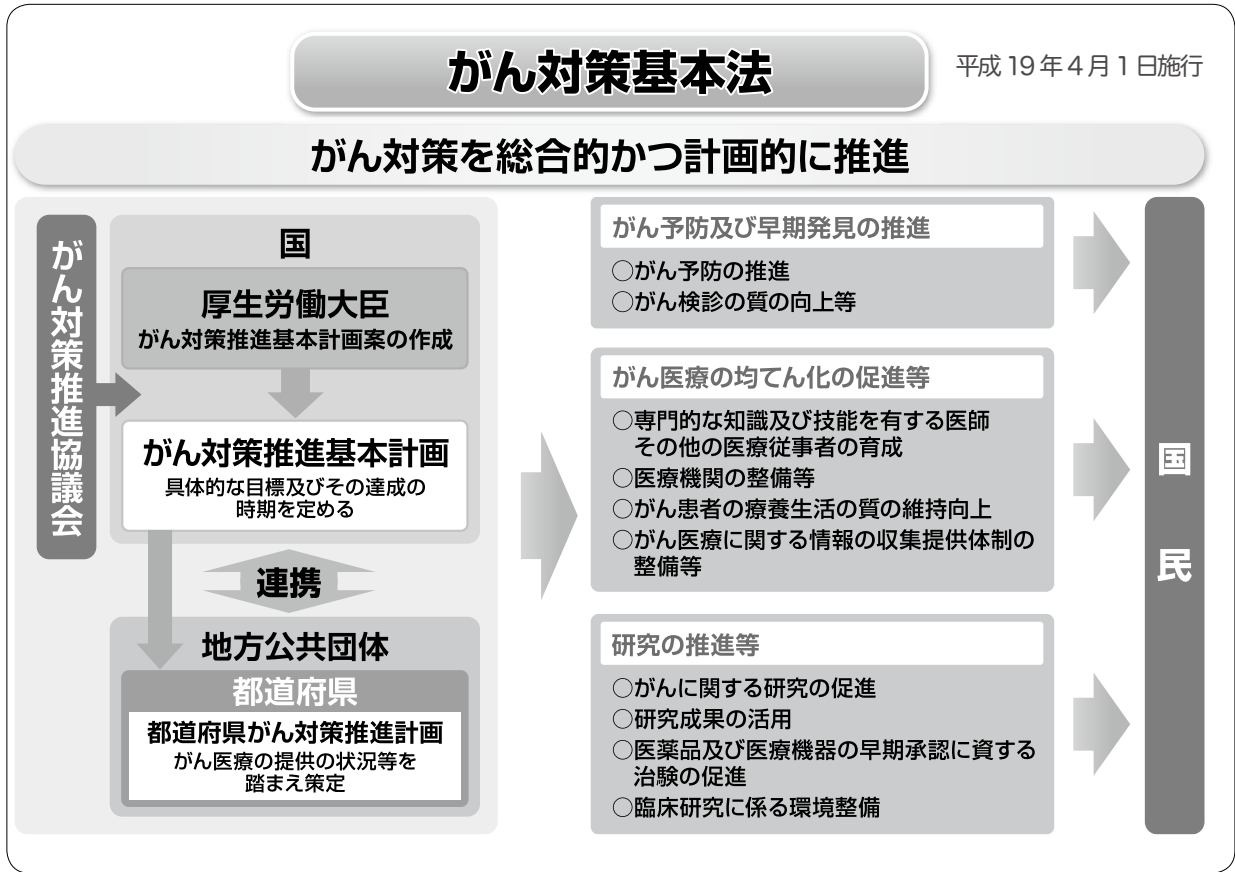 がん対策基本法
平成19年4月1日施行
がん対策を総合的かつ計画的に推進
がん対策推進協議会
国
厚生労働大臣
がん対策推進基本計画案の作成
がん対策推進基本計画
具体的な目標及びその達成の
時期を定める
連携
地方公共団体
都道府県
都道府県がん対策推進計画
がん医療の提供の状況等を
踏まえ策定
がん予防及び早期発見の推進
○がん予防の推進
○がん検診の質の向上等
がん医療の均てん化の促進等
○専門的な知識及び技能を有する医師
その他の医療従事者の育成
○医療機関の整備等
○がん患者の療養生活の質の維持向上
○がん医療に関する情報の収集提供体制の
整備等
研究の推進等
○がんに関する研究の促進
○研究成果の活用
○医薬品及び医療機器の早期承認に資する
治験の促進
○臨床研究に係る環境整備
国民